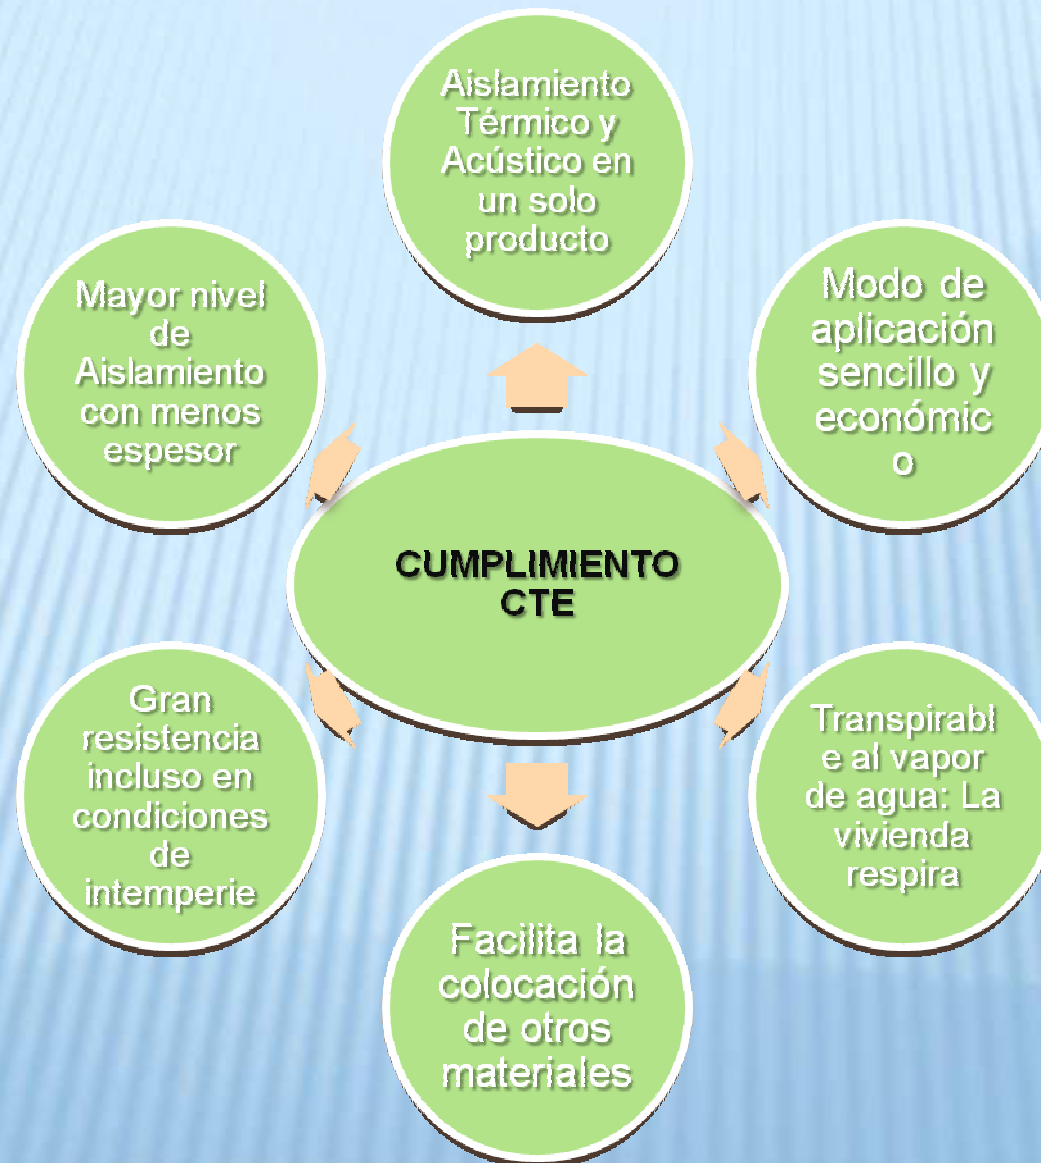 Aislamiento
Térmico y
Acústico en
un solo
producto
Mayor nivel
de
Aislamiento
con menos
espesor
Modo de
aplicación
sencillo y
económic
o
CUMPLIMIENTO
CTE
Gran
resistencia
incluso en
condiciones
de
intemperie
Transpirabl
e al vapor
de agua: La
vivienda
respira
Facilita la
colocación
de otros
materiales